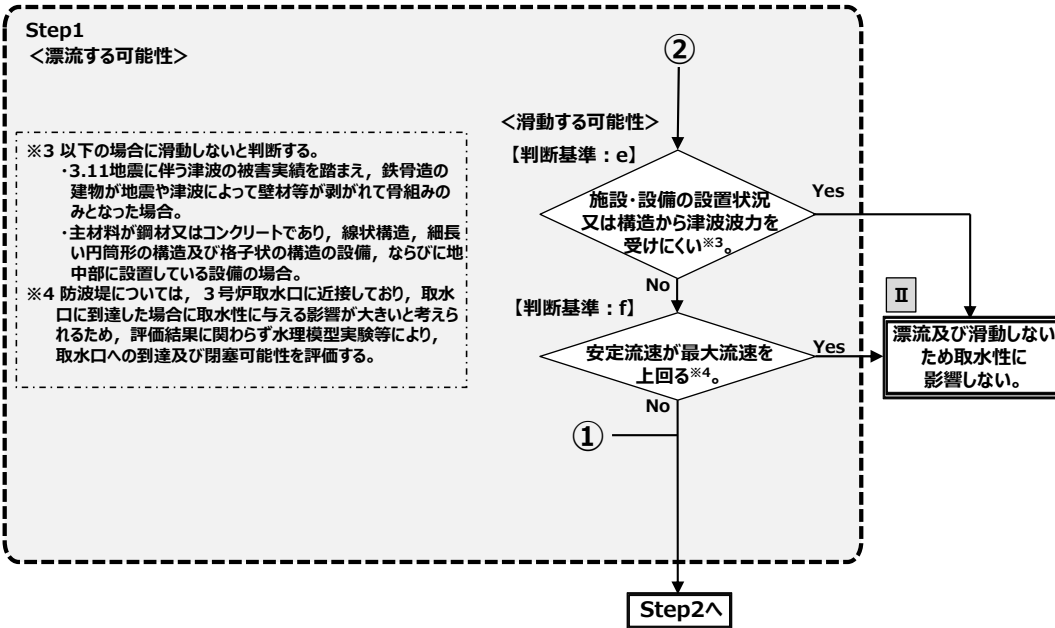 Step1
＜漂流する可能性＞
②
※3 以下の場合に滑動しないと判断する。
・3.11地震に伴う津波の被害実績を踏まえ，鉄骨造の
建物が地震や津波によって壁材等が剥がれて骨組みの
みとなった場合。
・主材料が鋼材又はコンクリートであり，線状構造，細長
い円筒形の構造及び格子状の構造の設備，ならびに地
中部に設置している設備の場合。
※4 防波堤については，３号炉取水口に近接しており，取水
口に到達した場合に取水性に与える影響が大きいと考えら
れるため，評価結果に関わらず水理模型実験等により，
取水口への到達及び閉塞可能性を評価する。
＜滑動する可能性＞
【判断基準：e】
施設・設備の設置状況
又は構造から津波波力を
受けにくい※3。
Yes
No
【判断基準：f】
安定流速が最大流速を
上回る※4。
Yes
No
①
Ⅱ
漂流及び滑動しない
ため取水性に
影響しない。
Step2へ